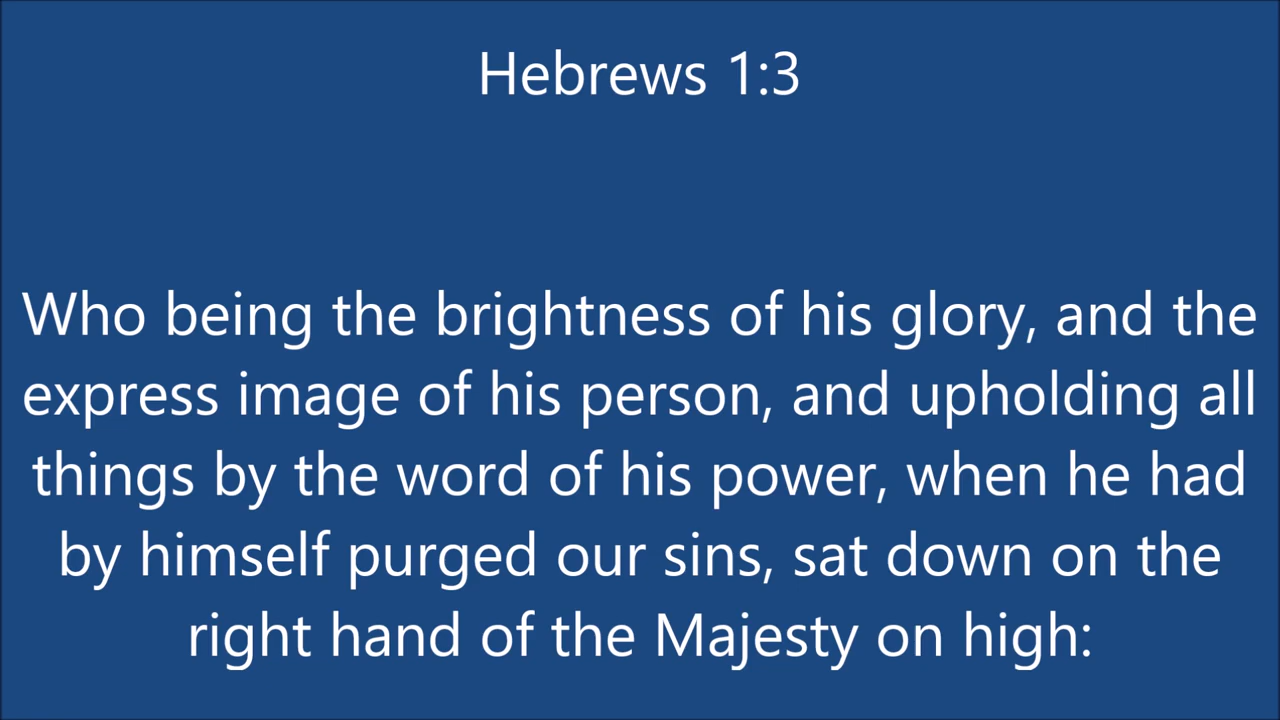 Hebrews 1:3
Who being the brightness of his glory, and the
express image of his person, and upholding all
things by the word of his power, when he had
by himself purged our sins, sat down on the
right hand of the Majesty on high: